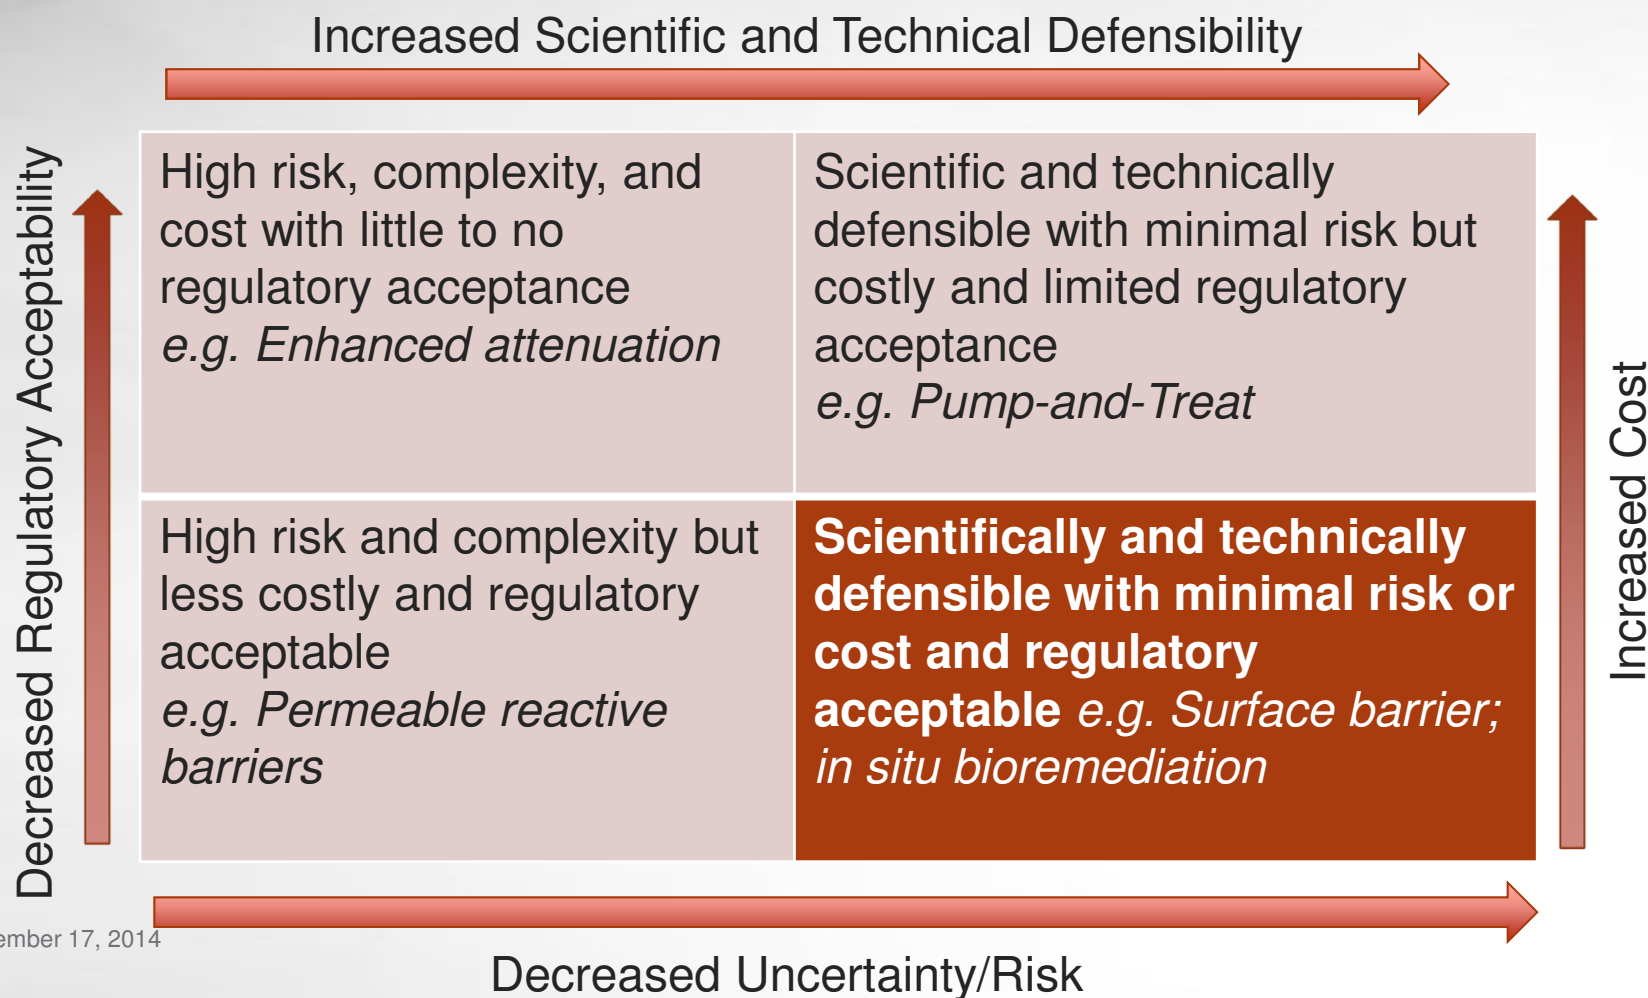 Increased Scientific and Technical Defensibility
Decreased Regulatory Acceptability
High risk, complexity, and
cost with little to no
regulatory acceptance
e.g. Enhanced attenuation
Scientific and technically
defensible with minimal risk but
costly and limited regulatory
acceptance
e.g. Pump-and-Treat
High risk and complexity but
less costly and regulatory
acceptable
e.g. Permeable reactive
barriers
Scientifically and technically
defensible with minimal risk or
cost and regulatory
acceptable e.g. Surface barrier;
in situ bioremediation
Increased Cost
ember 17, 2014
Decreased Uncertainty/Risk